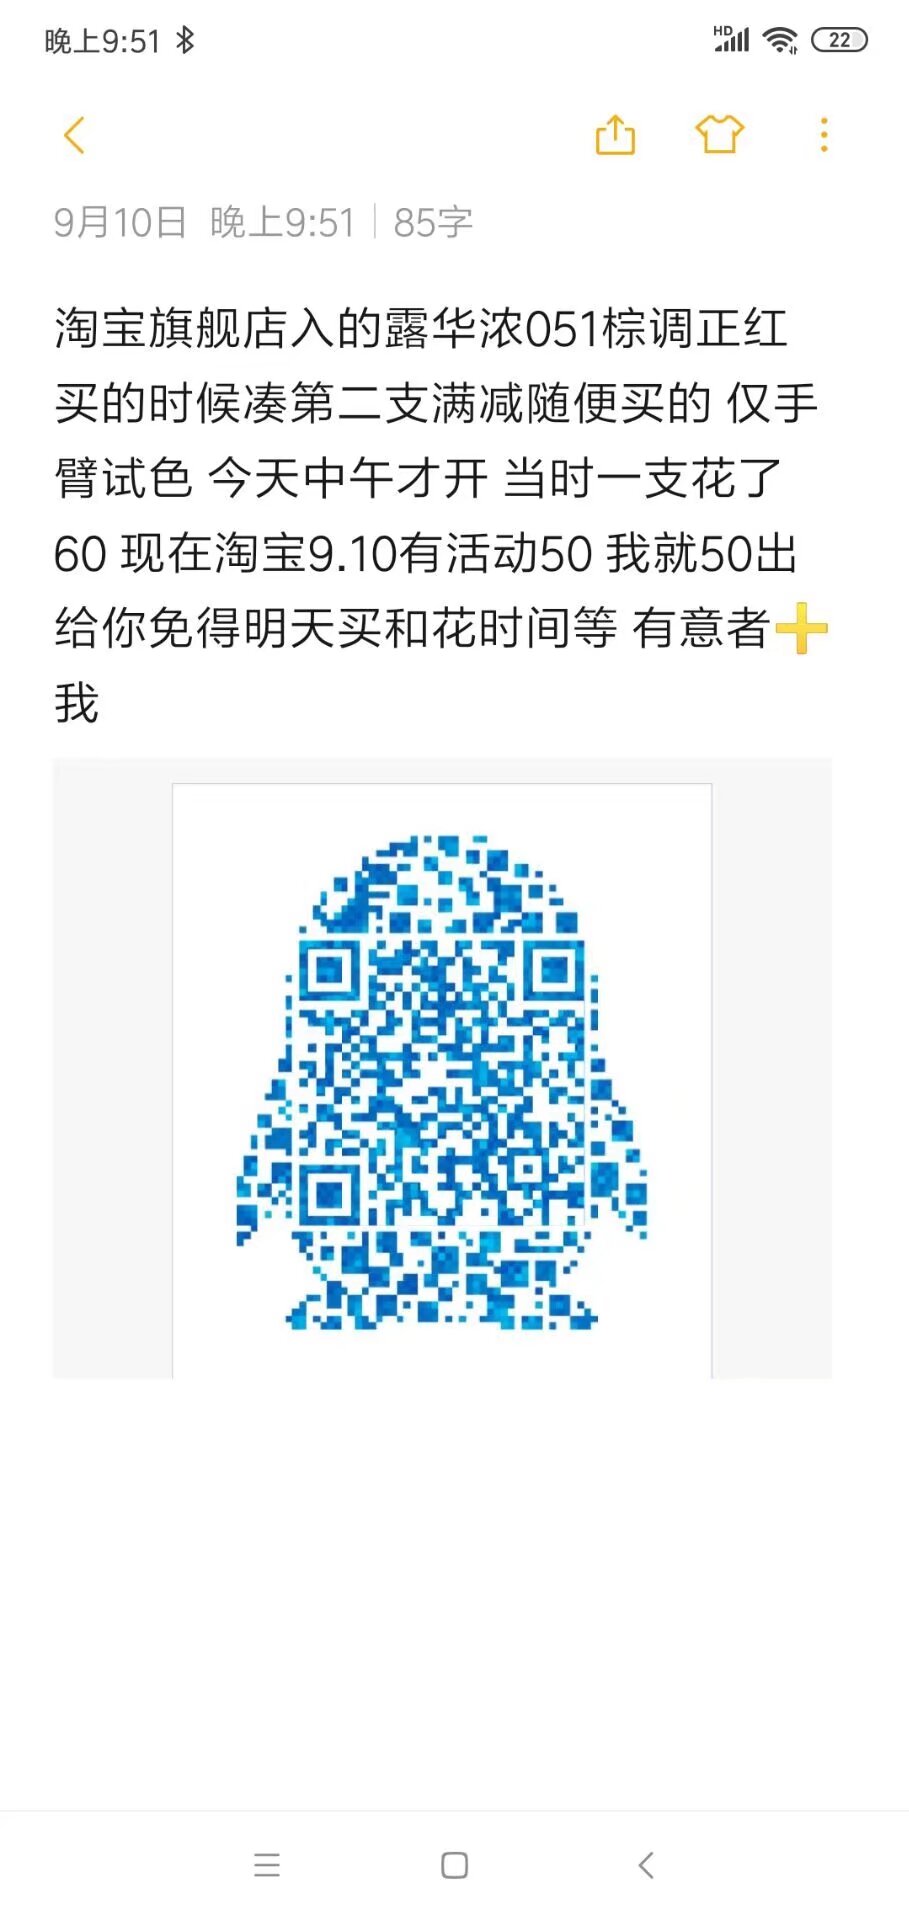 晚上9:51 HD 22
9月10日 晚上9:51 | 85字
淘宝旗舰店入的露华浓051棕调正红
买的时候凑第二支满减随便买的 仅手
臂试色 今天中午才开 当时一支花了
60 现在淘宝9.10有活动50 我就50出
给你免得明天买和花时间等 有意者➕
我